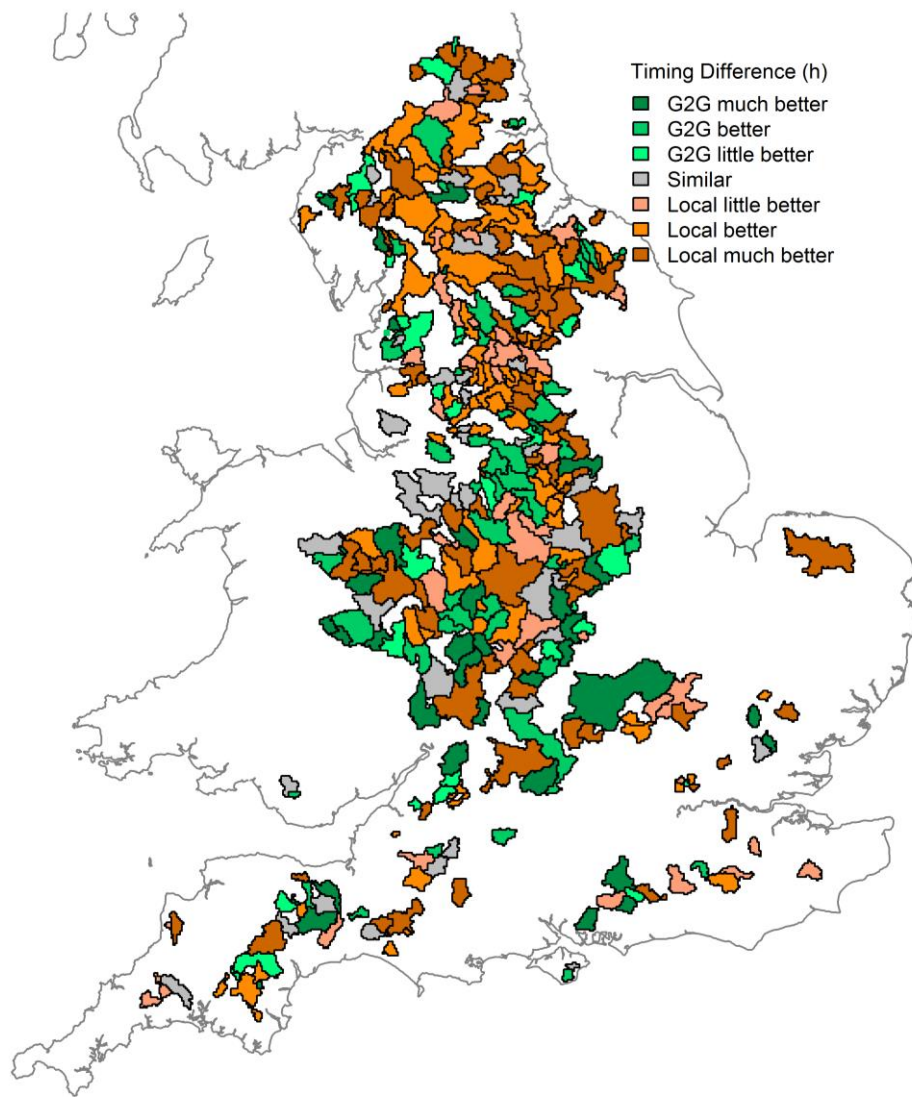 Timing Difference (h)
G2G much better
G2G better
G2G little better
Similar
Local little better
Local better
Local much better